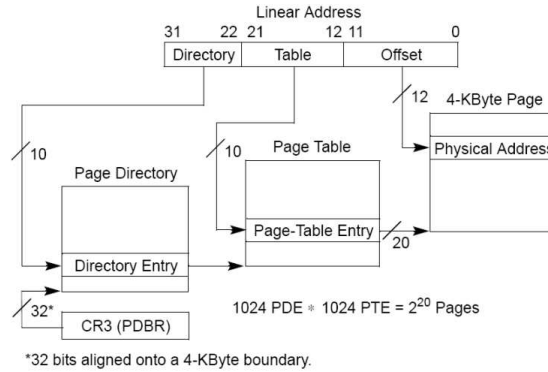 Linear Address
31 22 21 12 11 0
Directory Table Offset
12 4-KByte Page
10 10 Page Table Physical Address
Page Directory
Page-Table Entry 20
Directory Entry
32* 1024 PDE * 1024 PTE = 2^20 Pages
CR3 (PDBR)
*32 bits aligned onto a 4-KByte boundary.